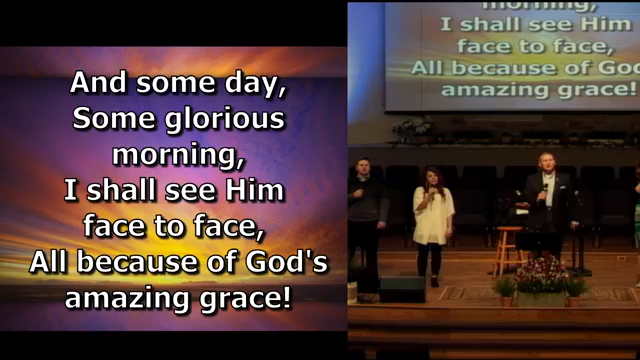 And some day,
Some glorious
morning,
I shall see Him
face to face,
All because of God's
amazing grace!
morning,
I shall see Him
face to face,
All because of God
amazing grace!